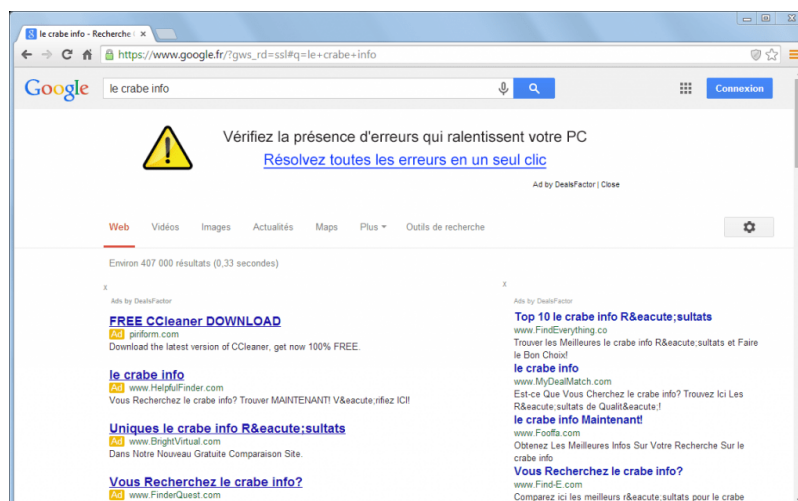 le crabe info - Recherche
https://www.google.fr/?gws_rd=ssl#q=le+crabe+info
Google
le crabe info
Connexion
Vérifiez la présence d'erreurs qui ralentissent votre PC
Résolvez toutes les erreurs en un seul clic
Ad by DealsFactor | Close
Web Vidéos Images Actualités Maps Plus Outils de recherche
Environ 407 000 résultats (0,33 secondes)
x
Ads by DealsFactor
FREE CCleaner DOWNLOAD
Ad piriform.com
Download the latest version of CCleaner, get now 100% FREE.
le crabe info
Ad www.HelpfulFinder.com
Vous Recherchez le crabe info? Trouver MAINTENANT! V&eacute;rifiez ICI!
Uniques le crabe info R&eacute;sultats
Ad www.BrightVirtual.com
Dans Notre Nouveau Gratuite Comparaison Site.
Vous Recherchez le crabe info?
Ad www.FinderQuest.com
x
Ads by DealsFactor
Top 10 le crabe info R&eacute;sultats
www.FindEverything.co
Trouver les Meilleures le crabe info R&eacute;sultats et Faire
le Bon Choix!
le crabe info
www.MyDealMatch.com
Est-ce Que Vous Cherchez le crabe info? Trouvez Ici Les
R&eacute;sultats de Qualit&eacute;!
le crabe info Maintenant!
www.Fooffa.com
Obtenez Les Meilleures Infos Sur Votre Recherche Sur le
crabe info
Vous Recherchez le crabe info?
www.Find-E.com
Comparez ici les meilleurs r&eacute;sultats pour le crabe